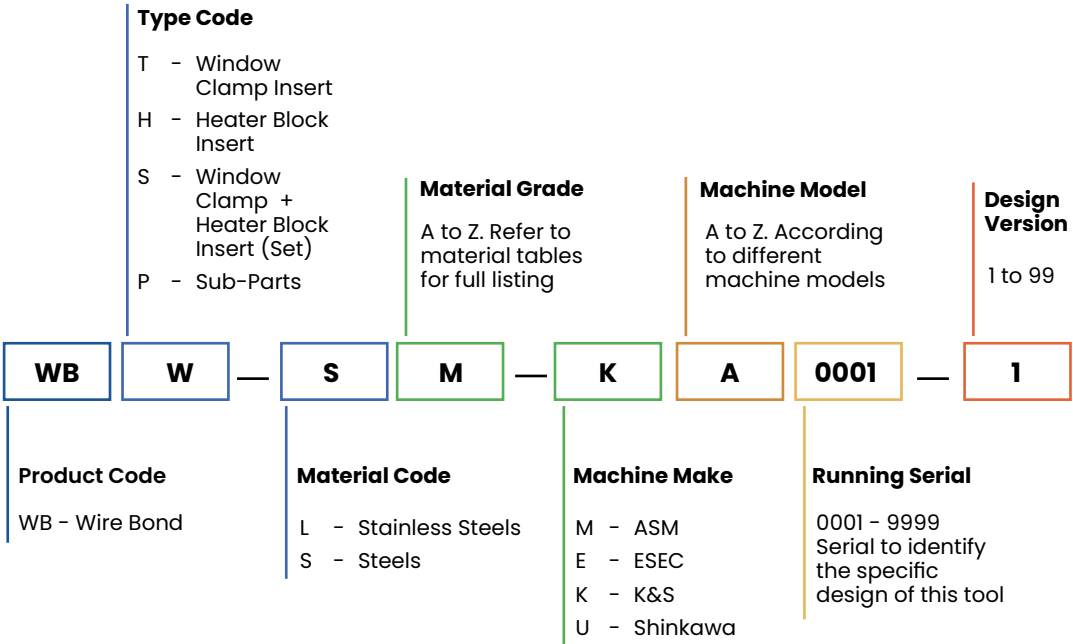 Type Code
T - Window
Clamp Insert
H - Heater Block
Insert
S - Window
Clamp +
Heater Block
Insert (Set)
P - Sub-Parts
Material Grade
A to Z. Refer to
material tables
for full listing
Machine Model
A to Z. According
to different
machine models
Design
Version
1 to 99
WB W — S M — K A 0001 — 1
Product Code
WB - Wire Bond
Material Code
L - Stainless Steels
S - Steels
Machine Make
M - ASM
E - ESEC
K - K&S
U - Shinkawa
Running Serial
0001 - 9999
Serial to identify
the specific
design of this tool